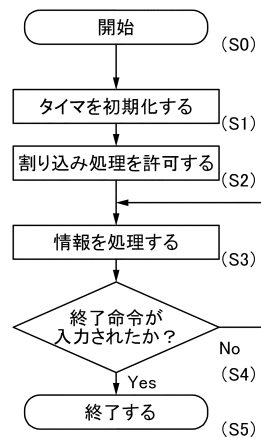 開始
(S0)
タイマを初期化する
(S1)
割り込み処理を許可する
(S2)
情報を処理する
(S3)
終了命令が
入力されたか？
No
(S4)
Yes
終了する
(S5)